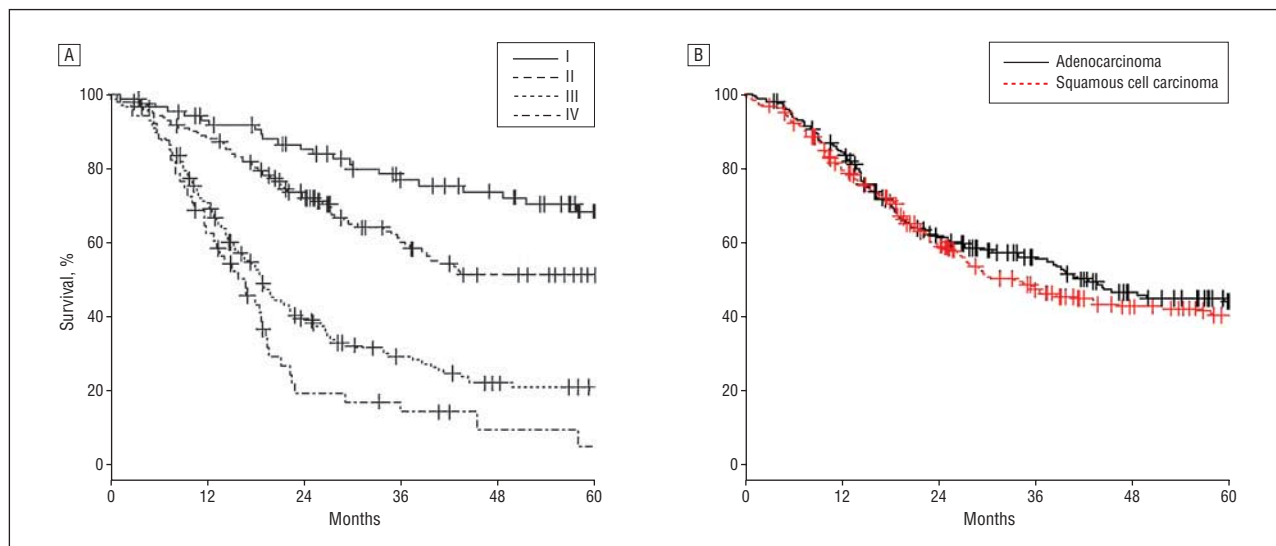 A
I
II
III
IV
100
80
60
40
20
0
Survival, %
0 12 24 36 48 60
Months
B
Adenocarcinoma
Squamous cell carcinoma
100
80
60
40
20
0
0 12 24 36 48 60
Months